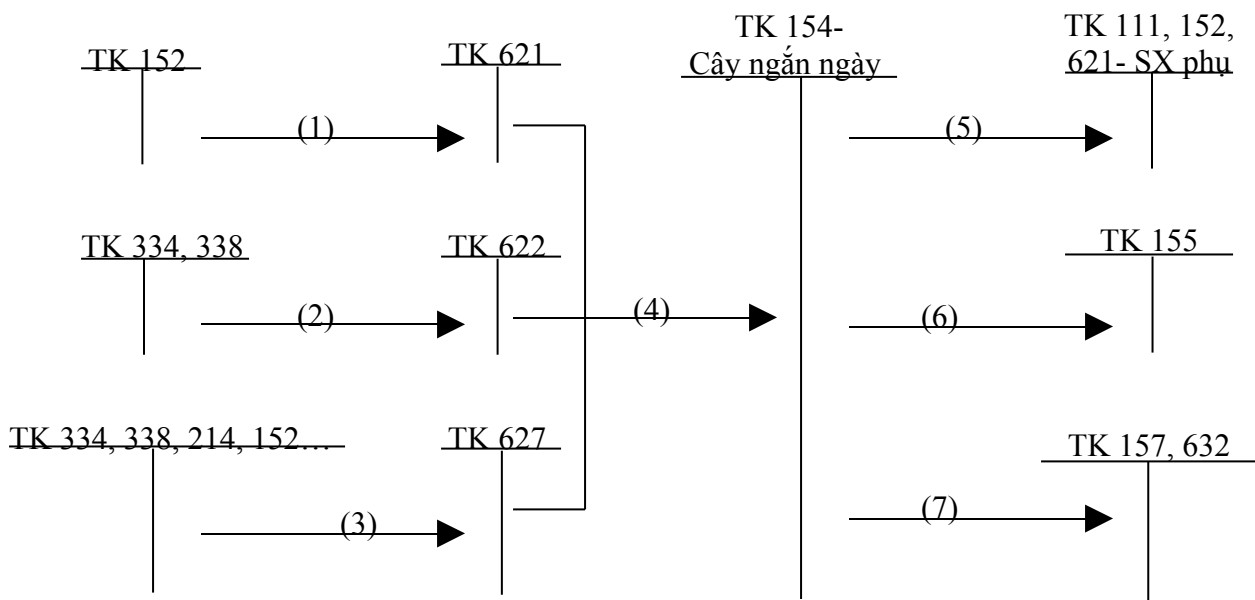 TK 152
TK 621
TK 154-
Cây ngắn ngày
TK 111, 152,
621- SX phụ
(1)
(5)
TK 334, 338
TK 622
TK 155
(2)
(4)
(6)
TK 334, 338, 214, 152…
TK 627
TK 157, 632
(3)
(7)